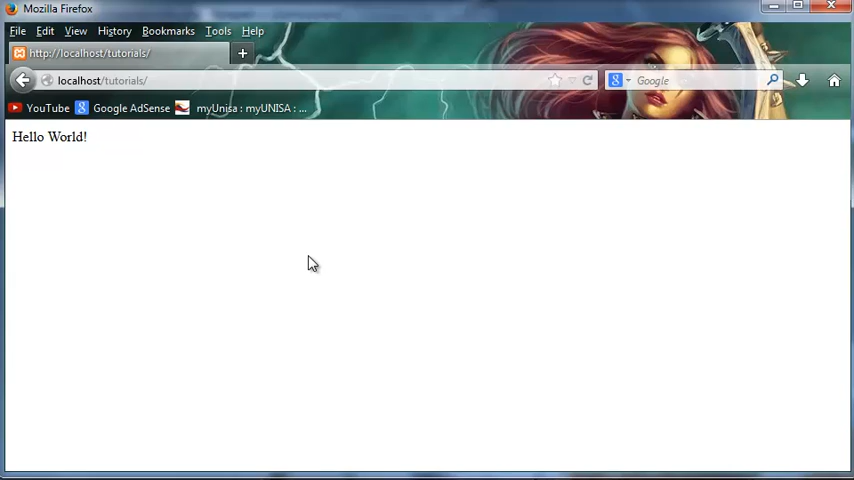 Mozilla Firefox
File Edit View History Bookmarks Tools Help
http://localhost/tutorials/ +
localhost/tutorials/ Google
YouTube Google AdSense myUnisa : myUNISA : ...
Hello World!